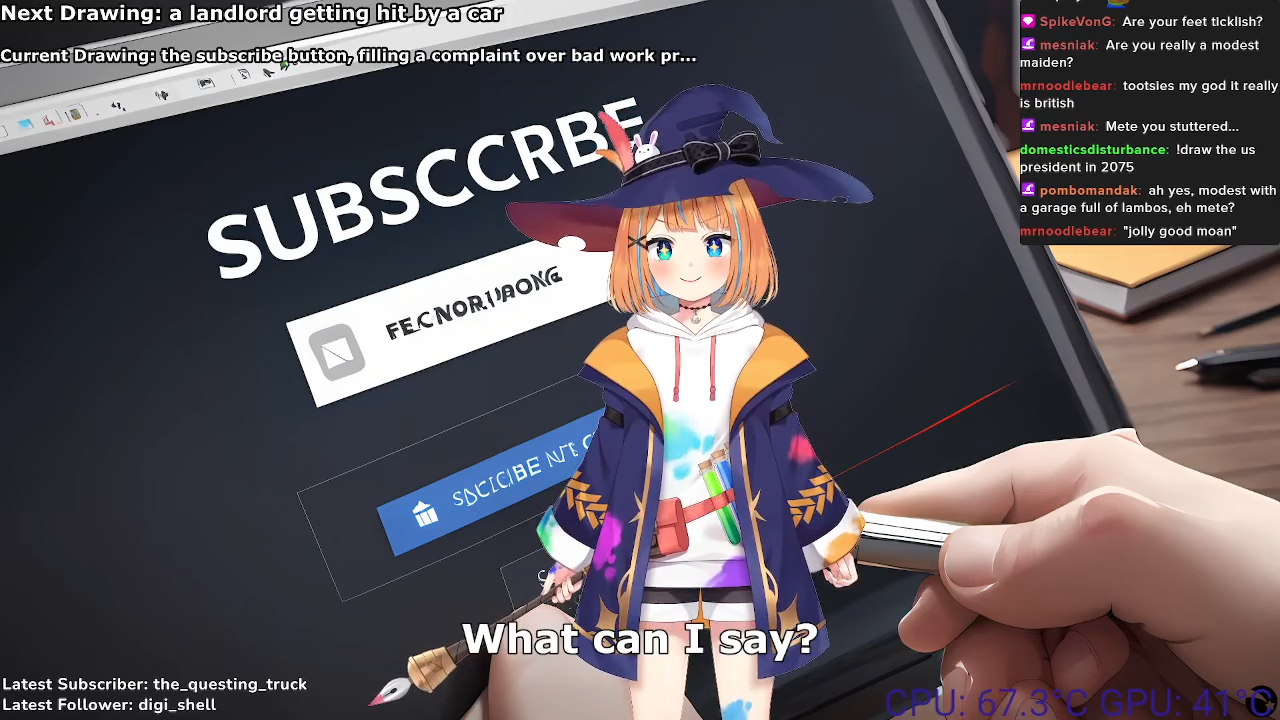 Next Drawing: a landlord getting hit by a car
Current Drawing: the subscribe button, filling a complaint over bad work pr...
SpikeVonG: Are your feet ticklish?
mesniak: Are you really a modest
maiden?
mrnoodlebear: tootsies my god it really
is british
mesniak: Mete you stuttered...
domesticsdisturbance: !draw the us
president in 2075
pombomandak: ah yes, modest with
a garage full of lambos, eh mete?
mrnoodlebear: "jolly good moan"
SUBSCCRBE
What can I say?
Latest Subscriber: the_questing_truck
Latest Follower: digi_shell
CPU: 67.3°C GPU: 41°C